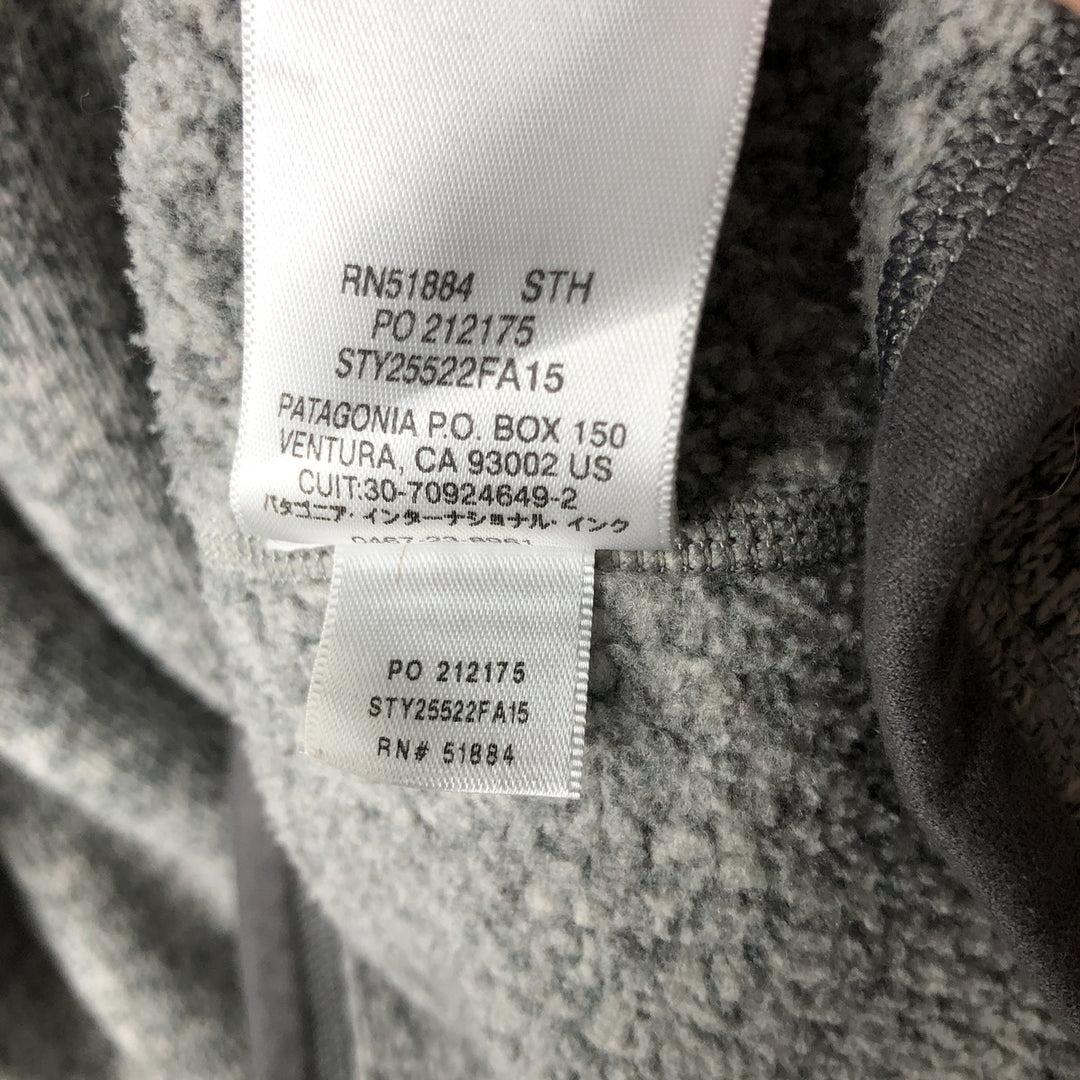 RN51884 STH
PO 212175
STY25522FA15
PATAGONIA P.O. BOX 150
VENTURA, CA 93002 US
CUIT:30-70924649-2
パタゴニア・インターナショナル・インク
PO 212175
STY25522FA15
RN# 51884